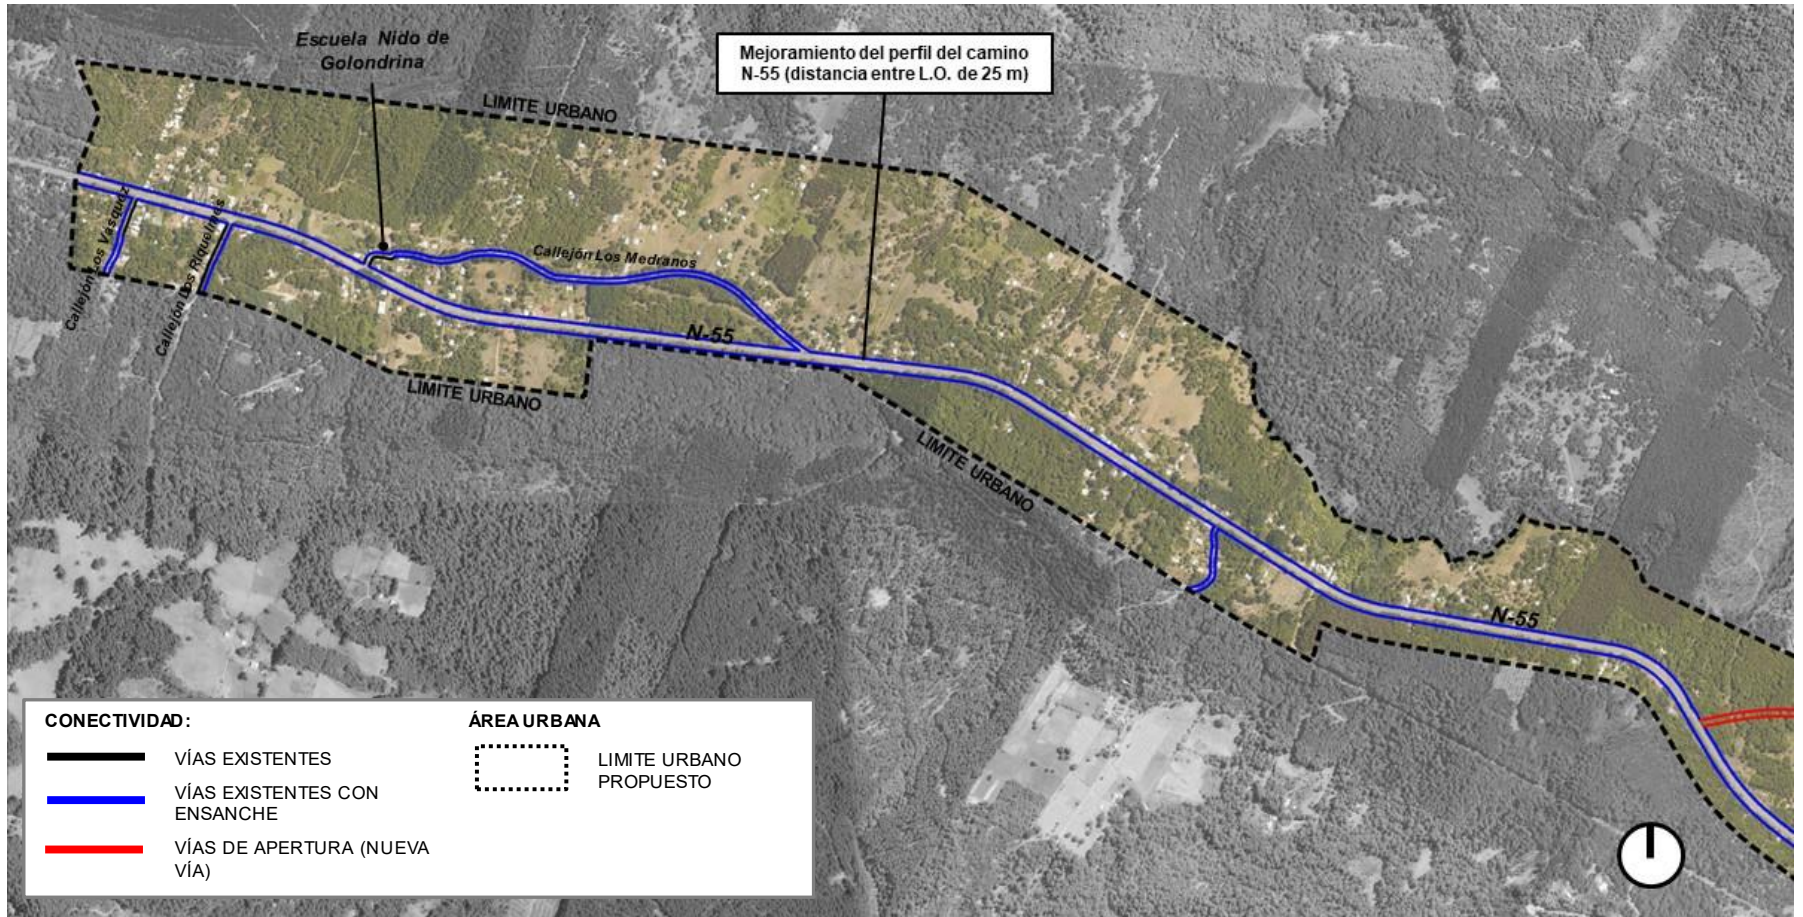 Escuela Nido de
Golondrina
Mejoramiento del perfil del camino
N-55 (distancia entre L.O. de 25 m)
LIMITE URBANO
Callejón Los Vasquez
Callejón Los Riquelmes
Callejón Los Medranos
N-55
LIMITE URBANO
LIMITE URBANO
N-55
CONECTIVIDAD:
VÍAS EXISTENTES
VÍAS EXISTENTES CON
ENSANCHE
VÍAS DE APERTURA (NUEVA
VÍA)
ÁREA URBANA
LIMITE URBANO
PROPUESTO